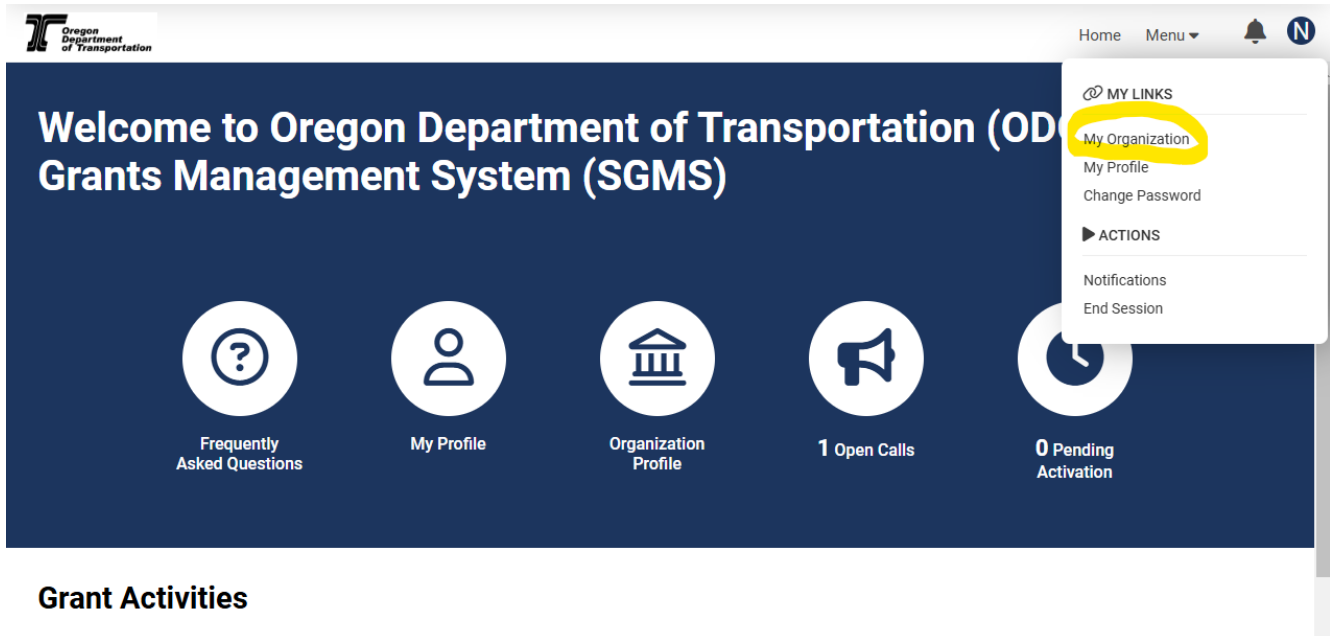 Oregon
Department
of Transportation
Home Menu
N
MY LINKS
My Organization
My Profile
Change Password
ACTIONS
Notifications
End Session
Welcome to Oregon Department of Transportation (OD
Grants Management System (SGMS)
?
Frequently
Asked Questions
My Profile
Organization
Profile
1 Open Calls
0 Pending
Activation
Grant Activities